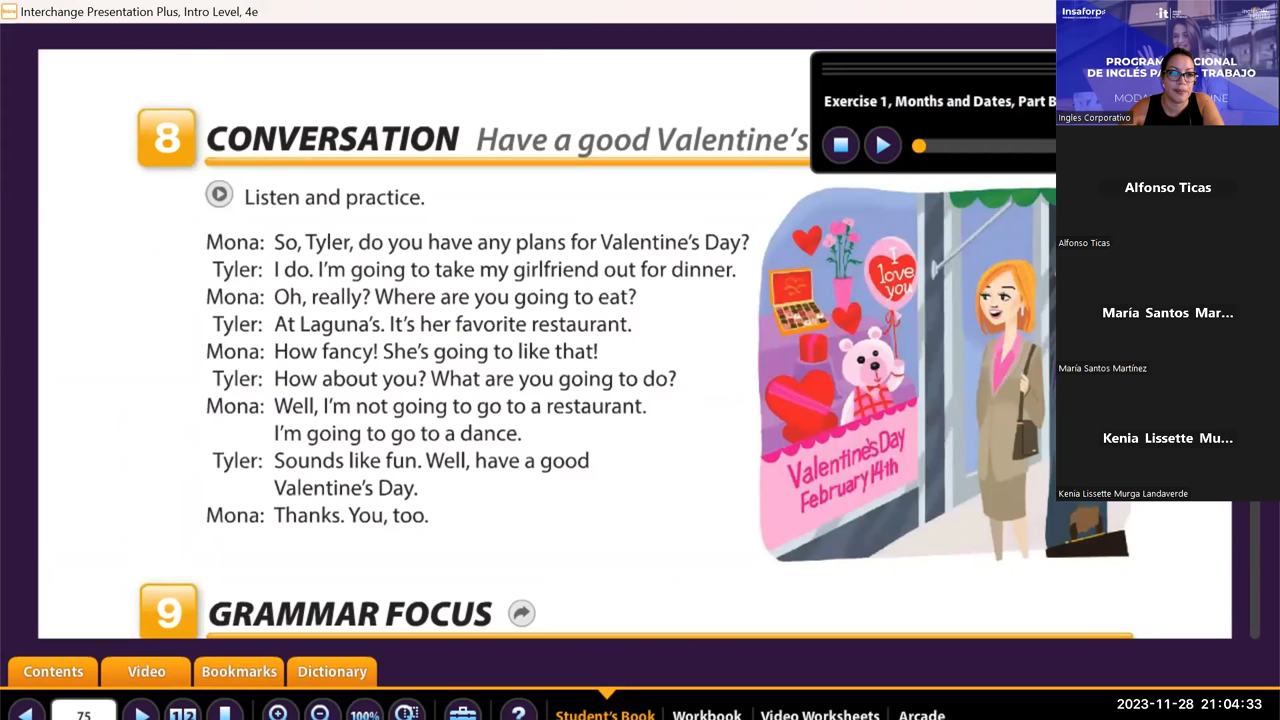 Interchange Presentation Plus, Intro Level, 4e
8 CONVERSATION Have a good Valentine's
Exercise 1, Months and Dates, Part B
Listen and practice.
Mona: So, Tyler, do you have any plans for Valentine's Day?
Tyler: I do. I'm going to take my girlfriend out for dinner.
Mona: Oh, really? Where are you going to eat?
Tyler: At Laguna's. It's her favorite restaurant.
Mona: How fancy! She's going to like that!
Tyler: How about you? What are you going to do?
Mona: Well, I'm not going to go to a restaurant.
I'm going to go to a dance.
Tyler: Sounds like fun. Well, have a good
Valentine's Day.
Mona: Thanks. You, too.
I
love
you
Valentine's Day
February 14th
9 GRAMMAR FOCUS
Contents
Video
Bookmarks
Dictionary
75
1 2
100%
?
Student's Book
Workbook
Video Worksheets
Arcade
Insaforp
it
DE INGLÉS PA
TRABAJO
Ingles Corporativo
Alfonso Ticas
Alfonso Ticas
María Santos Mar...
María Santos Martínez
Kenia Lissette Mu...
Kenia Lissette Murga Landaverde
2023-11-28 21:04:33